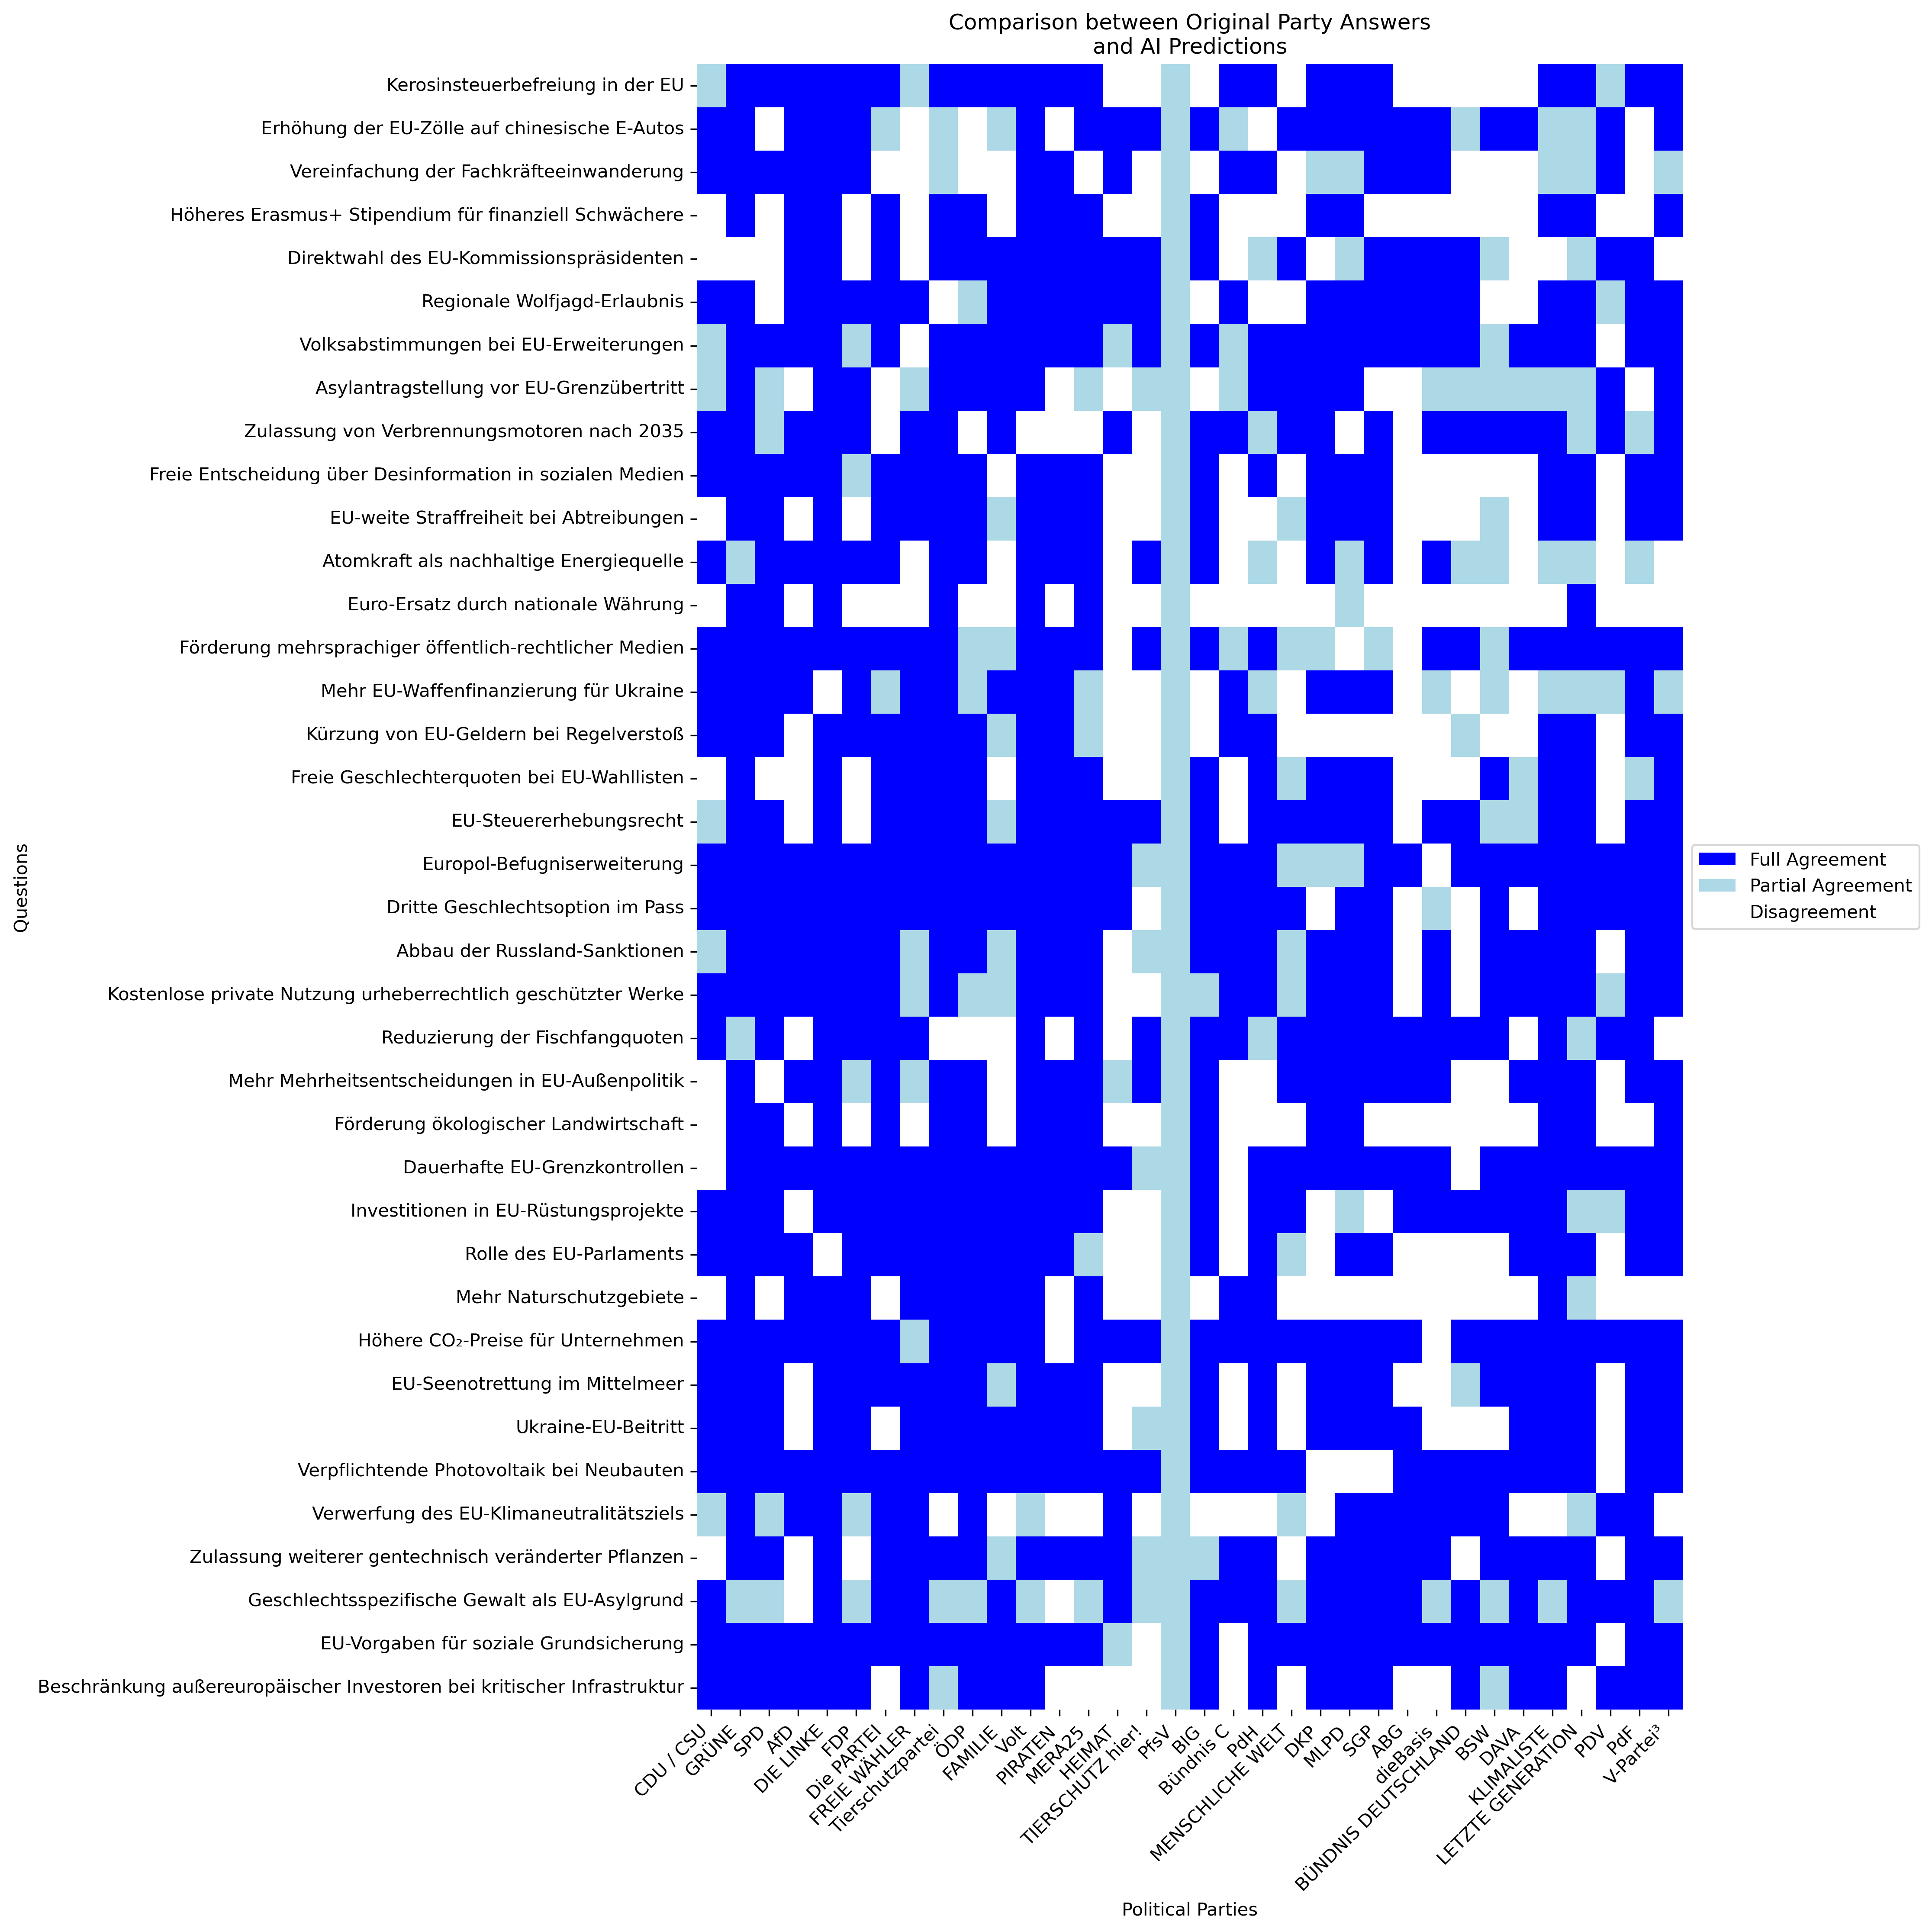 Comparison between Original Party Answers
and AI Predictions
Questions
Kerosinsteuerbefreiung in der EU
Erhöhung der EU-Zölle auf chinesische E-Autos
Vereinfachung der Fachkräfteeinwanderung
Höheres Erasmus+ Stipendium für finanziell Schwächere
Direktwahl des EU-Kommissionspräsidenten
Regionale Wolfjagd-Erlaubnis
Volksabstimmungen bei EU-Erweiterungen
Asylantragstellung vor EU-Grenzübertritt
Zulassung von Verbrennungsmotoren nach 2035
Freie Entscheidung über Desinformation in sozialen Medien
EU-weite Straffreiheit bei Abtreibungen
Atomkraft als nachhaltige Energiequelle
Euro-Ersatz durch nationale Währung
Förderung mehrsprachiger öffentlich-rechtlicher Medien
Mehr EU-Waffenfinanzierung für Ukraine
Kürzung von EU-Geldern bei Regelverstoß
Freie Geschlechterquoten bei EU-Wahllisten
EU-Steuererhebungsrecht
Europol-Befugniserweiterung
Dritte Geschlechtsoption im Pass
Abbau der Russland-Sanktionen
Kostenlose private Nutzung urheberrechtlich geschützter Werke
Reduzierung der Fischfangquoten
Mehr Mehrheitsentscheidungen in EU-Außenpolitik
Förderung ökologischer Landwirtschaft
Dauerhafte EU-Grenzkontrollen
Investitionen in EU-Rüstungsprojekte
Rolle des EU-Parlaments
Mehr Naturschutzgebiete
Höhere CO₂-Preise für Unternehmen
EU-Seenotrettung im Mittelmeer
Ukraine-EU-Beitritt
Verpflichtende Photovoltaik bei Neubauten
Verwerfung des EU-Klimaneutralitätsziels
Zulassung weiterer gentechnisch veränderter Pflanzen
Geschlechtsspezifische Gewalt als EU-Asylgrund
EU-Vorgaben für soziale Grundsicherung
Beschränkung außereuropäischer Investoren bei kritischer Infrastruktur
Full Agreement
Partial Agreement
Disagreement
CDU / CSU
GRÜNE
SPD
AfD
DIE LINKE
FDP
Die PARTEI
FREIE WÄHLER
Tierschutzpartei
ÖDP
FAMILIE
Volt
PIRATEN
MERA25
HEIMAT
TIERSCHUTZ hier!
PfsV
BIG
Bündnis C
PdH
MENSCHLICHE WELT
DKP
MLPD
SGP
ABG
dieBasis
BÜNDNIS DEUTSCHLAND
BSW
DAVA
KLIMALISTE
LETZTE GENERATION
PDV
PdF
V-Partei³
Political Parties